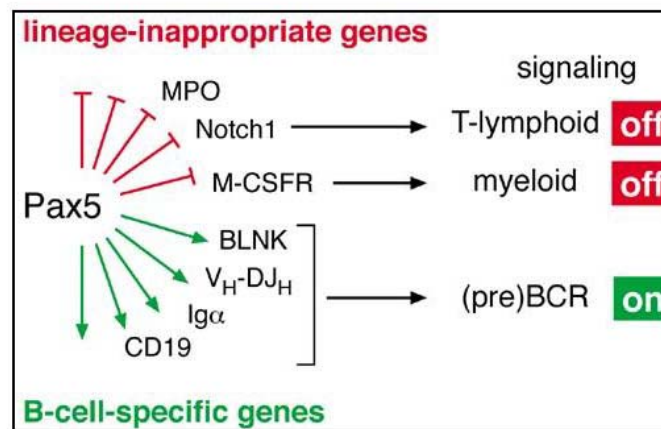 lineage-inappropriate genes
signaling
MPO
Notch1
T-lymphoid off
M-CSFR
myeloid off
Pax5
BLNK
VH-DJH
Igα
(pre)BCR on
CD19
B-cell-specific genes